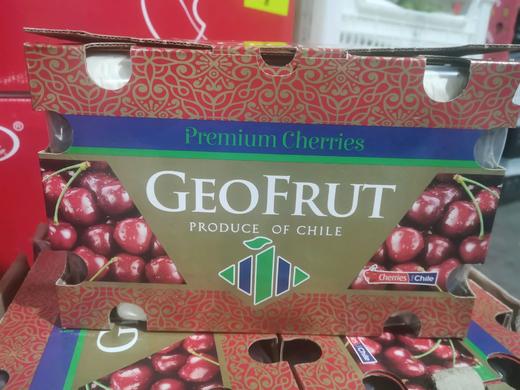 Premium Cherries
GEOFRUT
PRODUCE OF CHILE
Cherries Chile
G